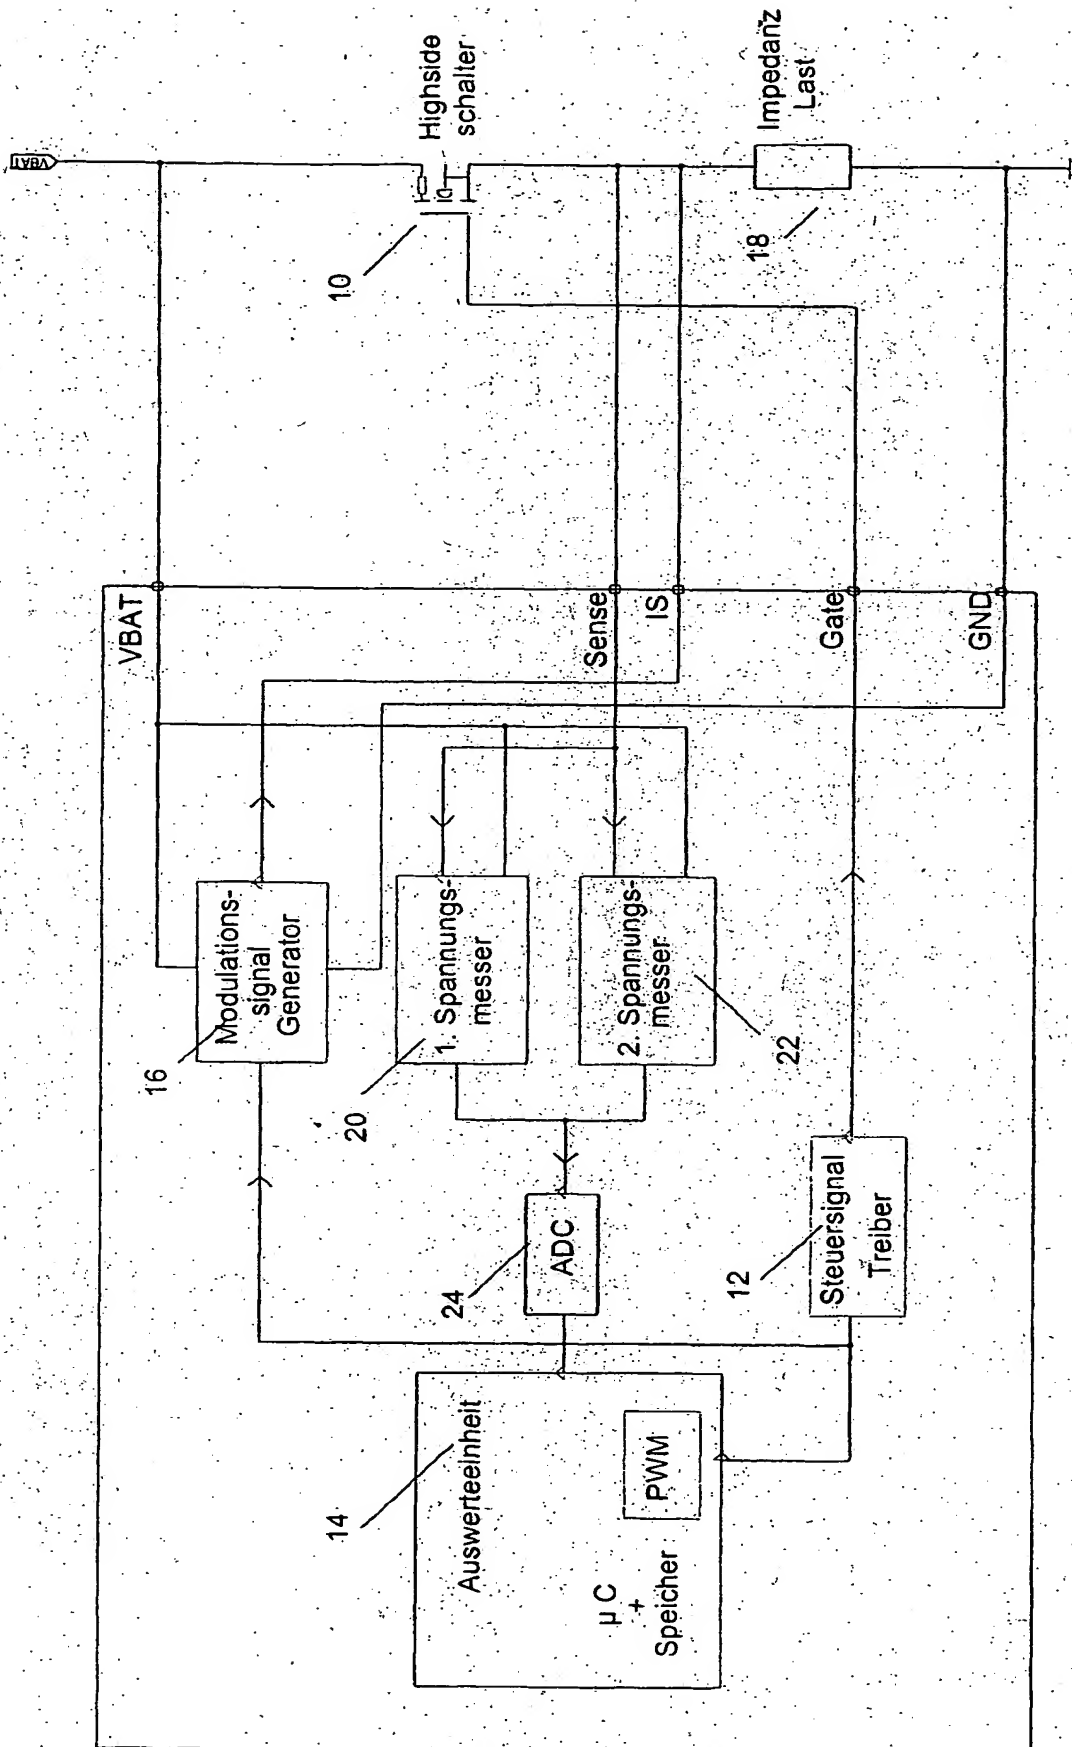 VBAT
Highside
schalter
10
Impedanz
Last
18
VBAT
Sense
IS
Gate
GND
Modulations-
signal
Generator
16
1. Spannungs-
messer
20
2. Spannungs-
messer
22
ADC
24
Steuersignal
Treiber
12
Auswerteeinheit
14
PWM
µ C
+
Speicher